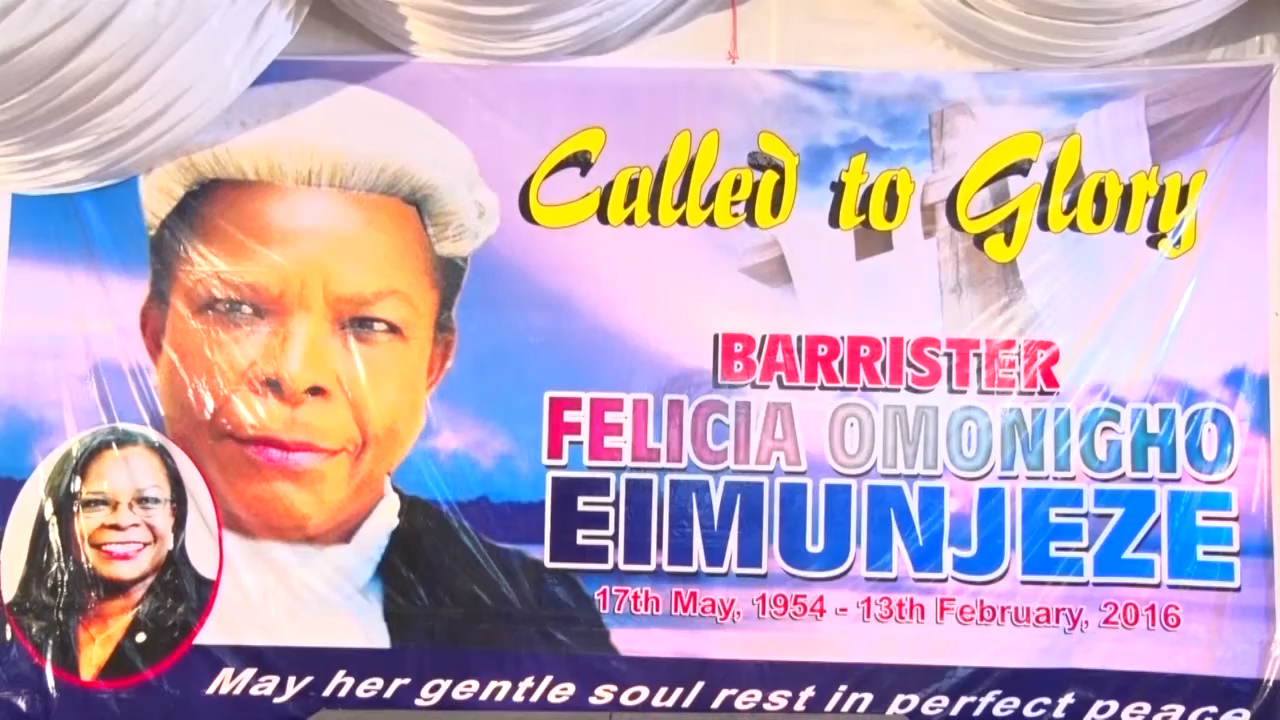 Called to Glory
BARRISTER
FELICIA OMONIGHO
EIMUNJEZE
17th May, 1954 - 13th February, 2016
May her gentle soul rest in perfect peace